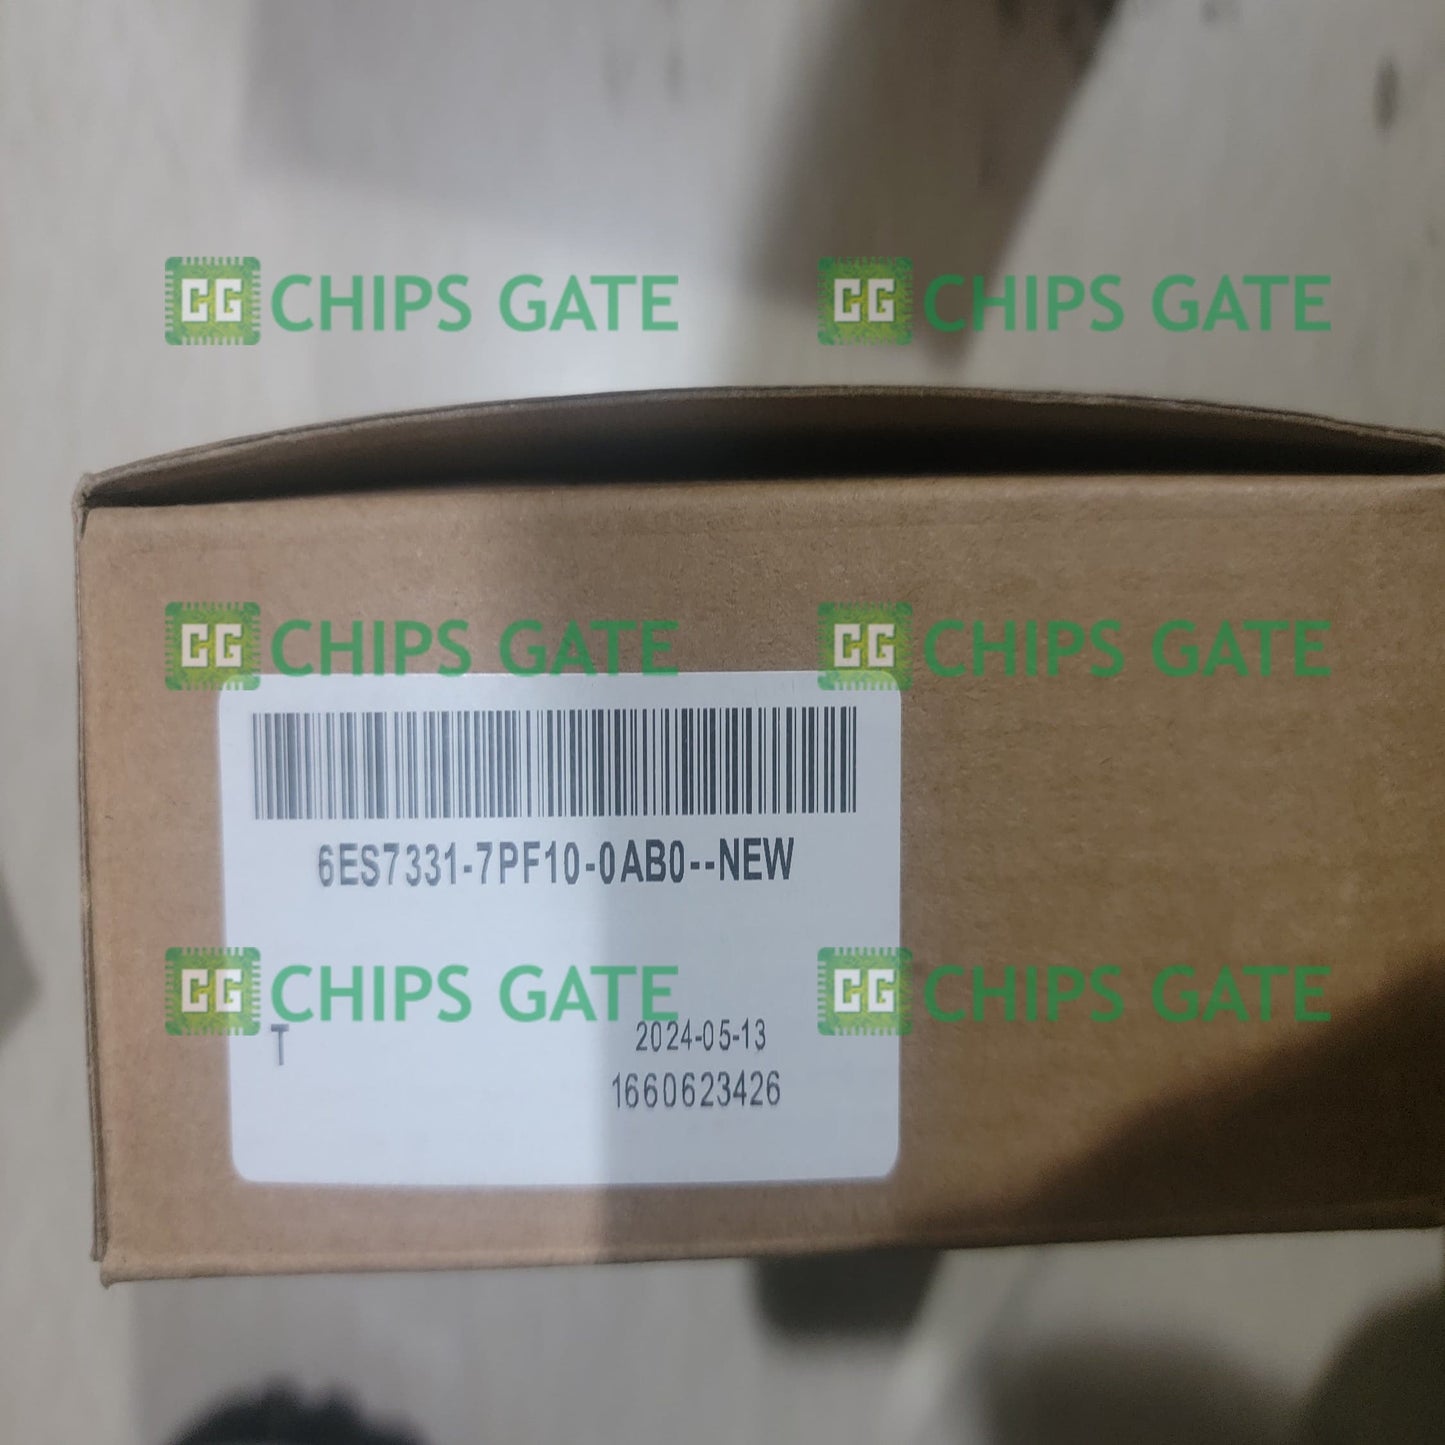 CG CHIPS GATE CG CHIPS GATE
CG CHIPS GATE CG CHIPS GATE
6ES7331-7PF10-0AB0--NEW
CG CHIPS GATE CG CHIPS GATE
T 2024-05-13
1660623426